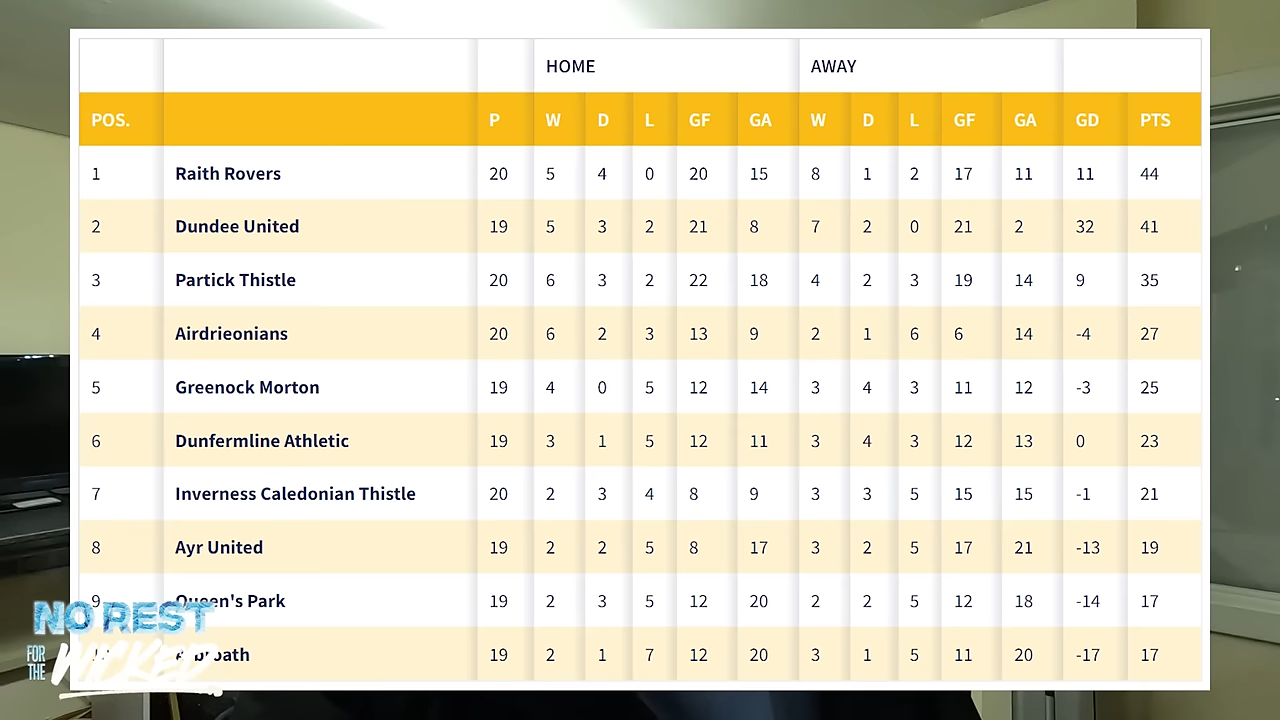 HOME AWAY
POS. P W D L GF GA W D L GF GA GD PTS
1 Raith Rovers 20 5 4 0 20 15 8 1 2 17 11 11 44
2 Dundee United 19 5 3 2 21 8 7 2 0 21 2 32 41
3 Partick Thistle 20 6 3 2 22 18 4 2 3 19 14 9 35
4 Airdrieonians 20 6 2 3 13 9 2 1 6 6 14 -4 27
5 Greenock Morton 19 4 0 5 12 14 3 4 3 11 12 -3 25
6 Dunfermline Athletic 19 3 1 5 12 11 3 4 3 12 13 0 23
7 Inverness Caledonian Thistle 20 2 3 4 8 9 3 3 5 15 15 -1 21
8 Ayr United 19 2 2 5 8 17 3 2 5 17 21 -13 19
9 Queen's Park 19 2 3 5 12 20 2 2 5 12 18 -14 17
Arbroath 19 2 1 7 12 20 3 1 5 11 20 -17 17
NO REST
FOR THE WICKED